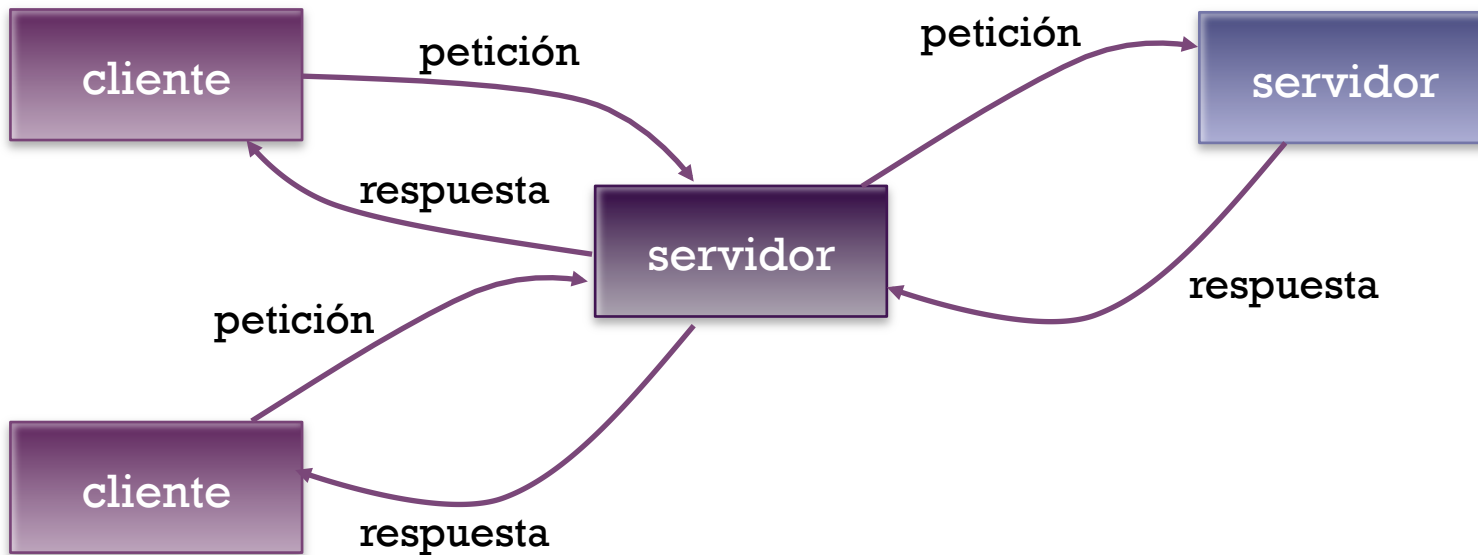 cliente
petición
respuesta
petición
servidor
servidor
respuesta
petición
cliente
respuesta